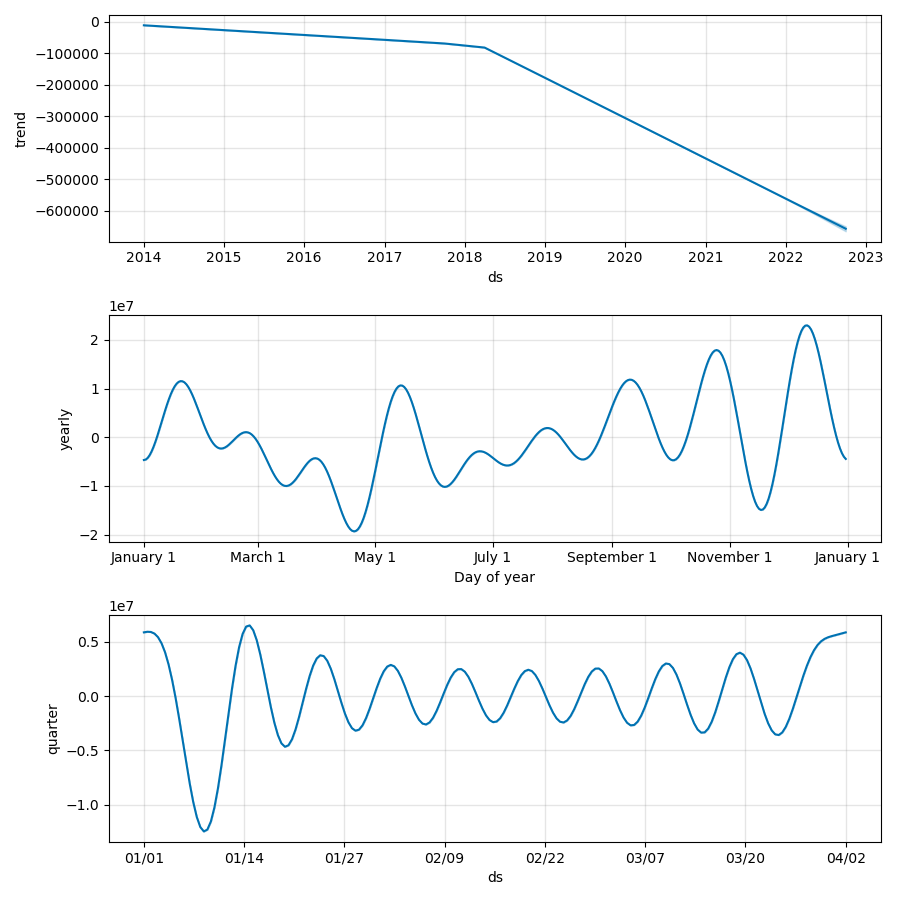 0
−100000
−200000
−300000
−400000
−500000
−600000
trend
2014 2015 2016 2017 2018 2019 2020 2021 2022 2023
ds
1e7
2
1
0
−1
−2
yearly
January 1 March 1 May 1 July 1 September 1 November 1 January 1
Day of year
1e7
0.5
0.0
−0.5
−1.0
quarter
01/01 01/14 01/27 02/09 02/22 03/07 03/20 04/02
ds